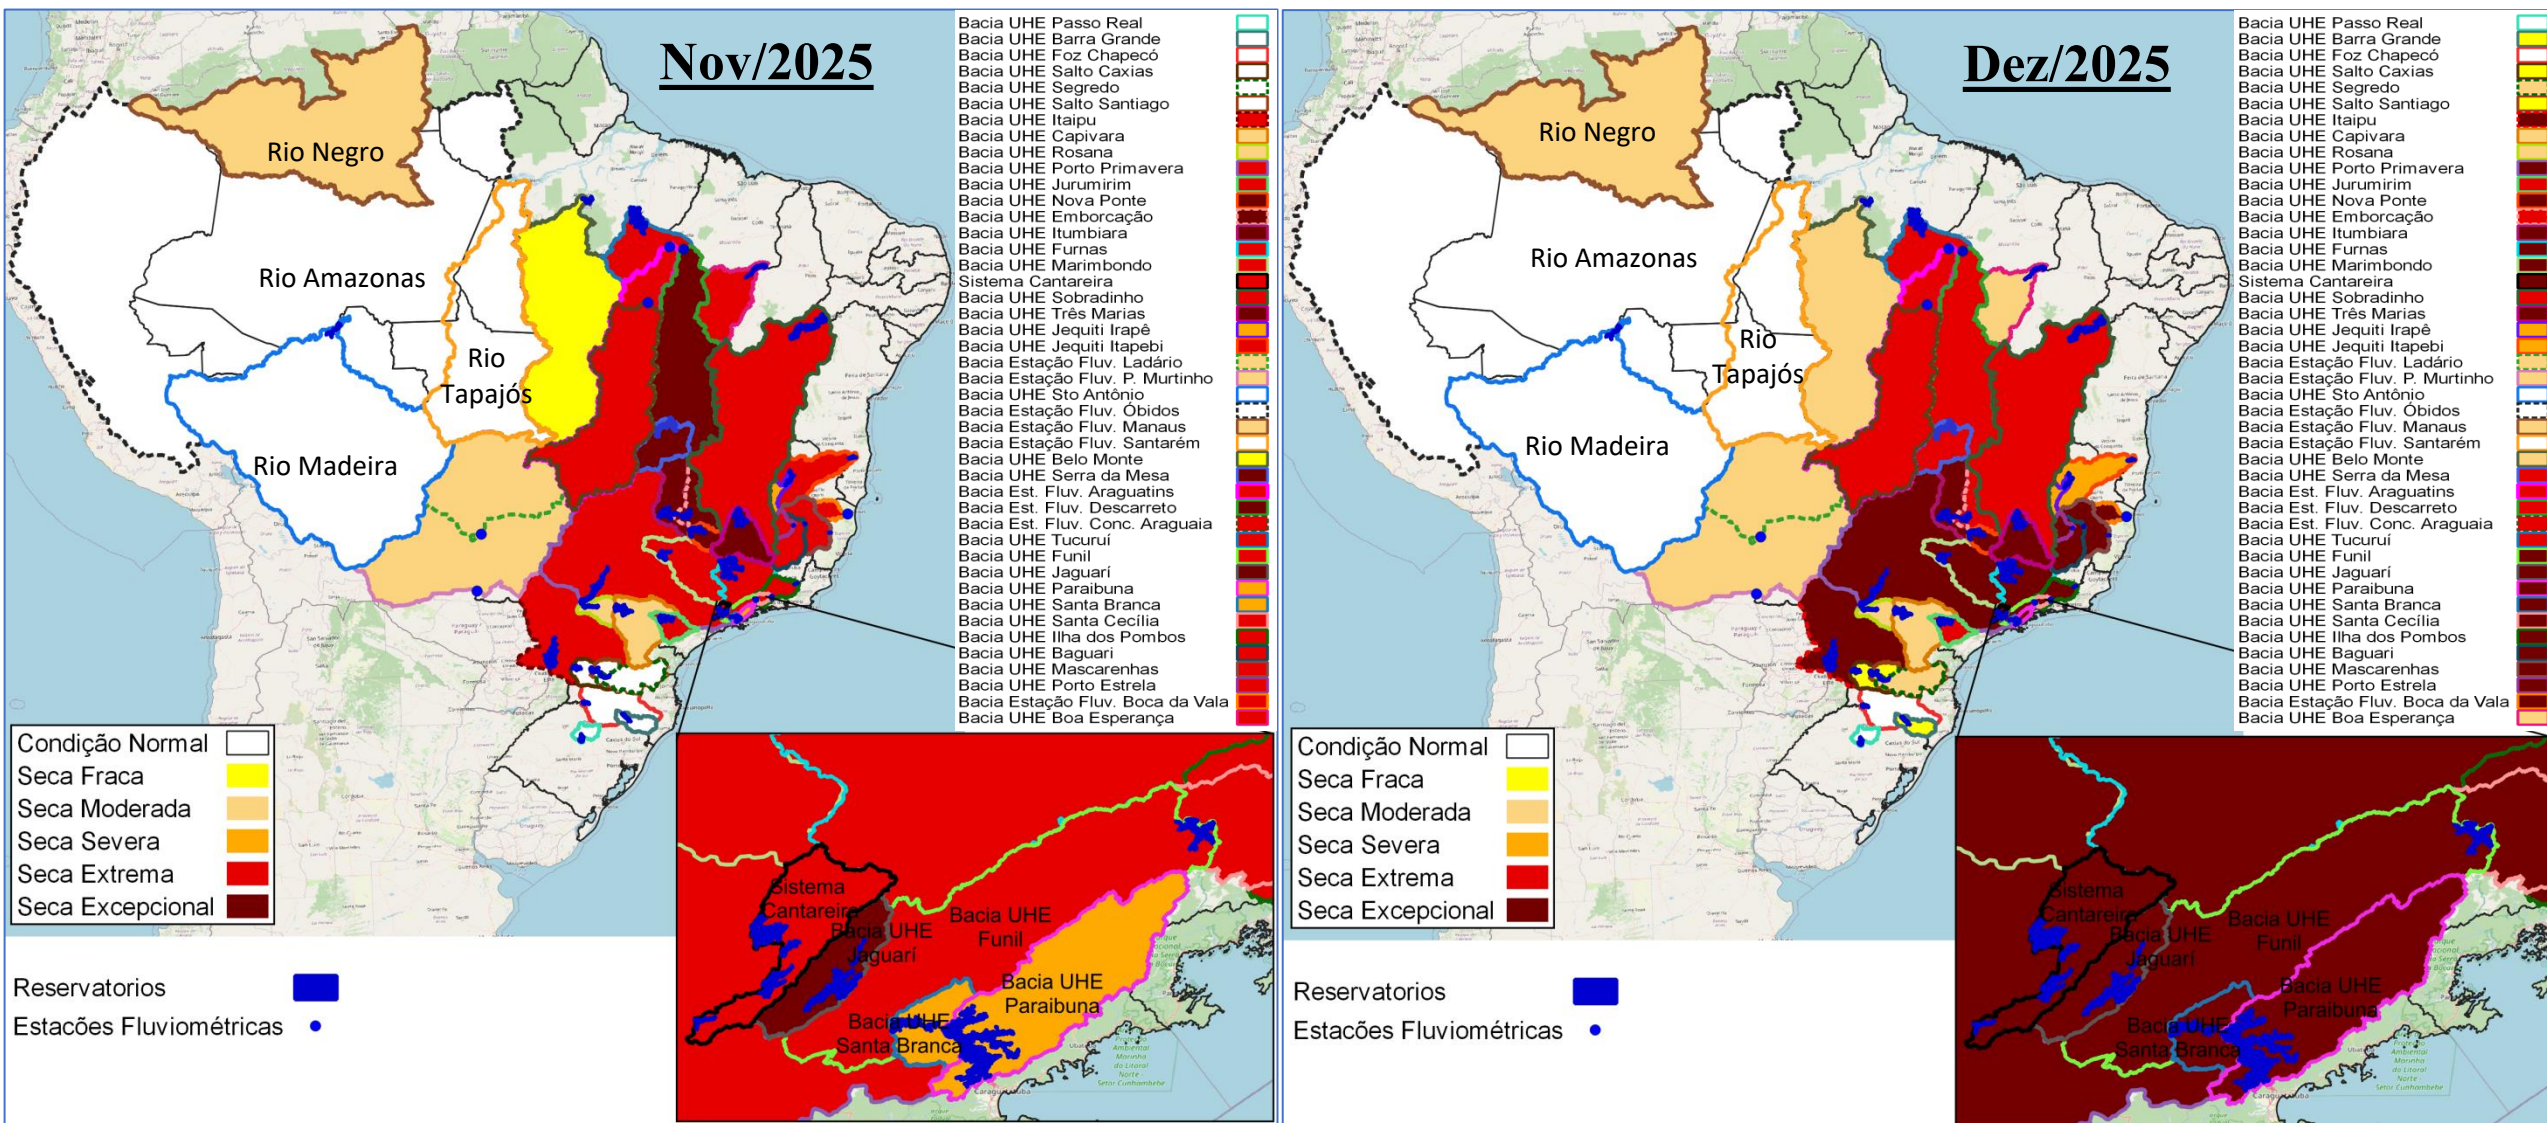 Nov/2025
Rio Negro
Rio Amazonas
Rio
Tapajós
Rio Madeira
Bacia UHE Passo Real
Bacia UHE Barra Grande
Bacia UHE Foz Chapecó
Bacia UHE Salto Caxias
Bacia UHE Segredo
Bacia UHE Salto Santiago
Bacia UHE Itaipu
Bacia UHE Capivara
Bacia UHE Rosana
Bacia UHE Porto Primavera
Bacia UHE Jurumirim
Bacia UHE Nova Ponte
Bacia UHE Emborcação
Bacia UHE Itumbiara
Bacia UHE Furnas
Bacia UHE Marimbondo
Sistema Cantareira
Bacia UHE Sobradinho
Bacia UHE Três Marias
Bacia UHE Jequiti Irapê
Bacia UHE Jequiti Itapebi
Bacia Estação Fluv. Ladário
Bacia Estação Fluv. P. Murtinho
Bacia UHE Sto Antônio
Bacia Estação Fluv. Óbidos
Bacia Estação Fluv. Manaus
Bacia Estação Fluv. Santarém
Bacia UHE Belo Monte
Bacia UHE Serra da Mesa
Bacia Est. Fluv. Araguatins
Bacia Est. Fluv. Descarreto
Bacia Est. Fluv. Conc. Araguaia
Bacia UHE Tucuruí
Bacia UHE Funil
Bacia UHE Jaguarí
Bacia UHE Paraibuna
Bacia UHE Santa Branca
Bacia UHE Santa Cecília
Bacia UHE Ilha dos Pombos
Bacia UHE Baguari
Bacia UHE Mascarenhas
Bacia UHE Porto Estrela
Bacia Estação Fluv. Boca da Vala
Bacia UHE Boa Esperança
Condição Normal
Seca Fraca
Seca Moderada
Seca Severa
Seca Extrema
Seca Excepcional
Reservatorios
Estacões Fluviométricas
Sistema
Cantareira
Bacia UHE
Jaguarí
Bacia UHE
Funil
Bacia UHE
Paraibuna
Bacia UHE
Santa Branca
Dez/2025
Rio Negro
Rio Amazonas
Rio
Tapajós
Rio Madeira
Bacia UHE Passo Real
Bacia UHE Barra Grande
Bacia UHE Foz Chapecó
Bacia UHE Salto Caxias
Bacia UHE Segredo
Bacia UHE Salto Santiago
Bacia UHE Itaipu
Bacia UHE Capivara
Bacia UHE Rosana
Bacia UHE Porto Primavera
Bacia UHE Jurumirim
Bacia UHE Nova Ponte
Bacia UHE Emborcação
Bacia UHE Itumbiara
Bacia UHE Furnas
Bacia UHE Marimbondo
Sistema Cantareira
Bacia UHE Sobradinho
Bacia UHE Três Marias
Bacia UHE Jequiti Irapê
Bacia UHE Jequiti Itapebi
Bacia Estação Fluv. Ladário
Bacia Estação Fluv. P. Murtinho
Bacia UHE Sto Antônio
Bacia Estação Fluv. Óbidos
Bacia Estação Fluv. Manaus
Bacia Estação Fluv. Santarém
Bacia UHE Belo Monte
Bacia UHE Serra da Mesa
Bacia Est. Fluv. Araguatins
Bacia Est. Fluv. Descarreto
Bacia Est. Fluv. Conc. Araguaia
Bacia UHE Tucuruí
Bacia UHE Funil
Bacia UHE Jaguarí
Bacia UHE Paraibuna
Bacia UHE Santa Branca
Bacia UHE Santa Cecília
Bacia UHE Ilha dos Pombos
Bacia UHE Baguari
Bacia UHE Mascarenhas
Bacia UHE Porto Estrela
Bacia Estação Fluv. Boca da Vala
Bacia UHE Boa Esperança
Condição Normal
Seca Fraca
Seca Moderada
Seca Severa
Seca Extrema
Seca Excepcional
Reservatorios
Estacões Fluviométricas
Sistema
Cantareira
Bacia UHE
Jaguarí
Bacia UHE
Funil
Bacia UHE
Paraibuna
Bacia UHE
Santa Branca